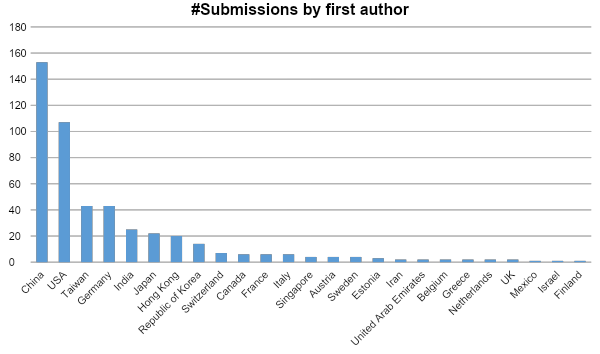 #Submissions by first author
180
160
140
120
100
80
60
40
20
0
China
USA
Taiwan
Germany
India
Japan
Hong Kong
Republic of Korea
Switzerland
Canada
France
Italy
Singapore
Austria
Sweden
Estonia
Iran
United Arab Emirates
Belgium
Greece
Netherlands
UK
Mexico
Israel
Finland